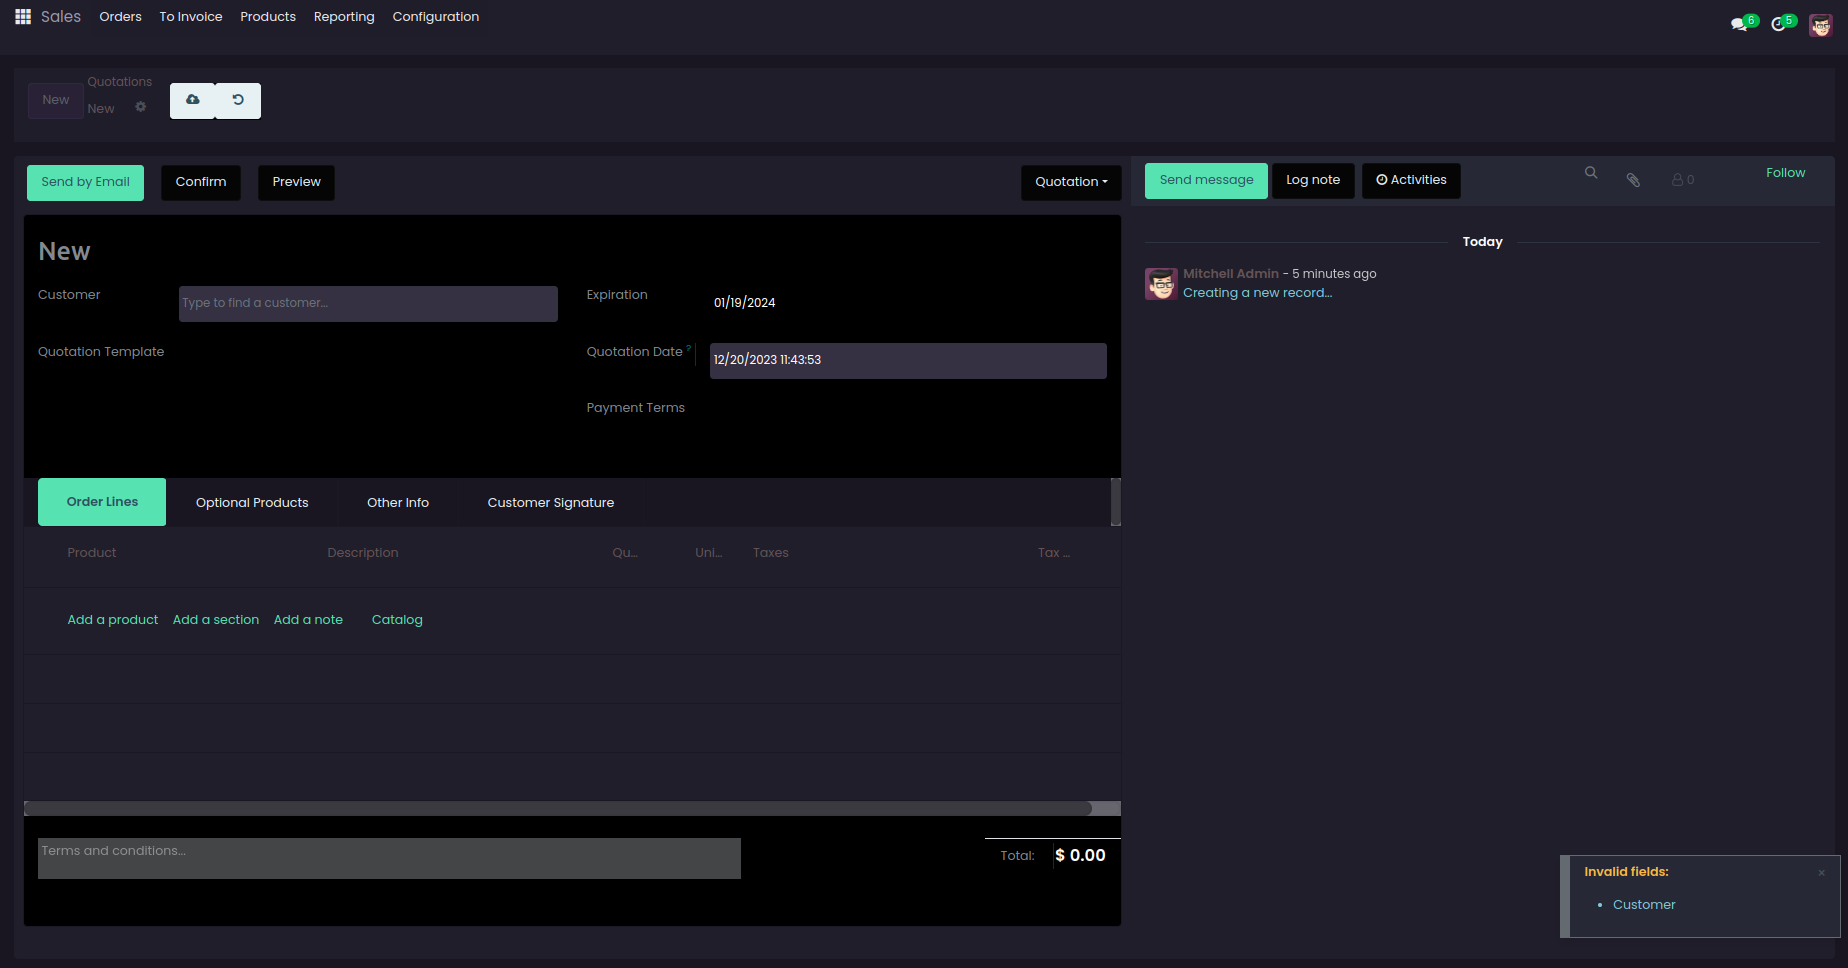 Sales Orders To Invoice Products Reporting Configuration
6 5
New
Quotations
New
Send by Email Confirm Preview Quotation
New
Customer Type to find a customer...
Quotation Template
Expiration 01/19/2024
Quotation Date ? 12/20/2023 11:43:53
Payment Terms
Order Lines Optional Products Other Info Customer Signature
Product Description Qu... Uni... Taxes Tax ...
Add a product Add a section Add a note Catalog
Terms and conditions...
Total: $ 0.00
Send message Log note Activities 0 Follow
Today
Mitchell Admin - 5 minutes ago
Creating a new record...
Invalid fields: ×
• Customer